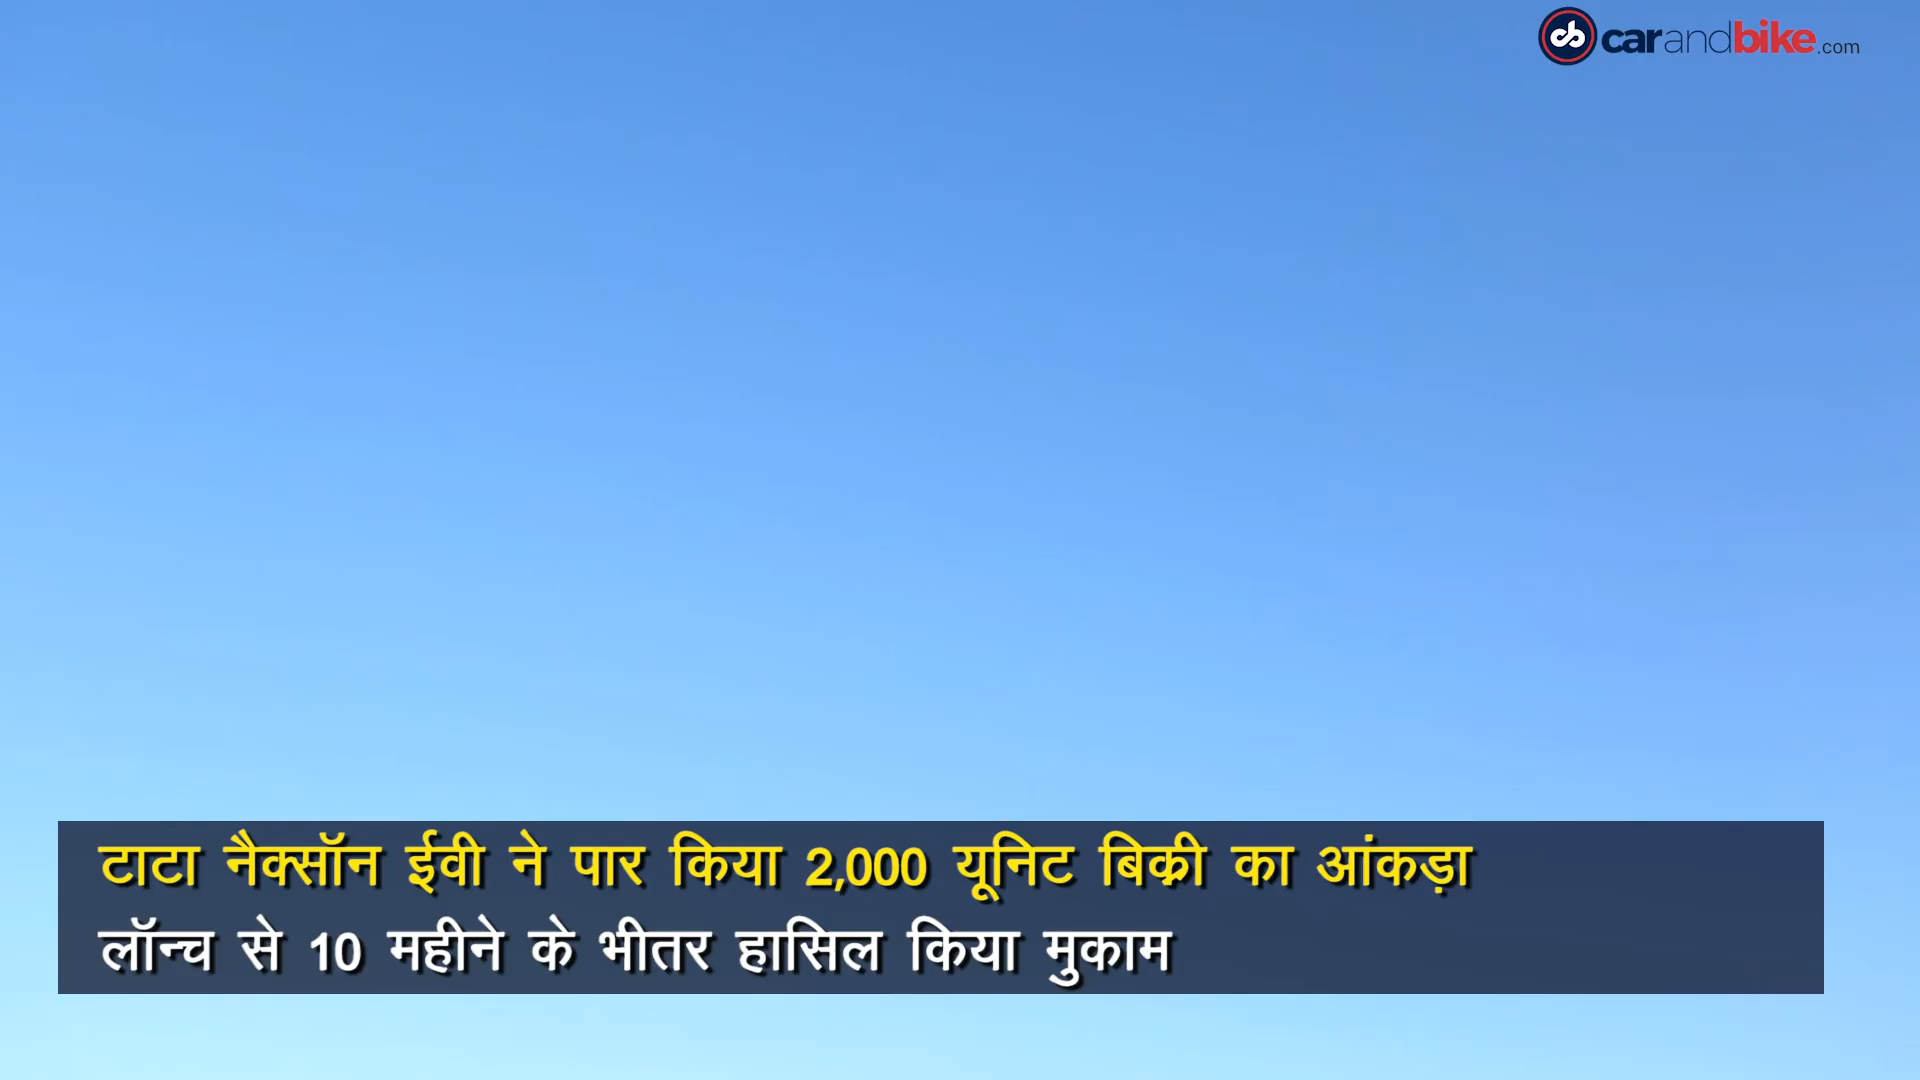 carandbike.com
टाटा नैक्सॉन ईवी ने पार किया 2,000 यूनिट बिक्री का आंकड़ा
लॉन्च से 10 महीने के भीतर हासिल किया मुकाम